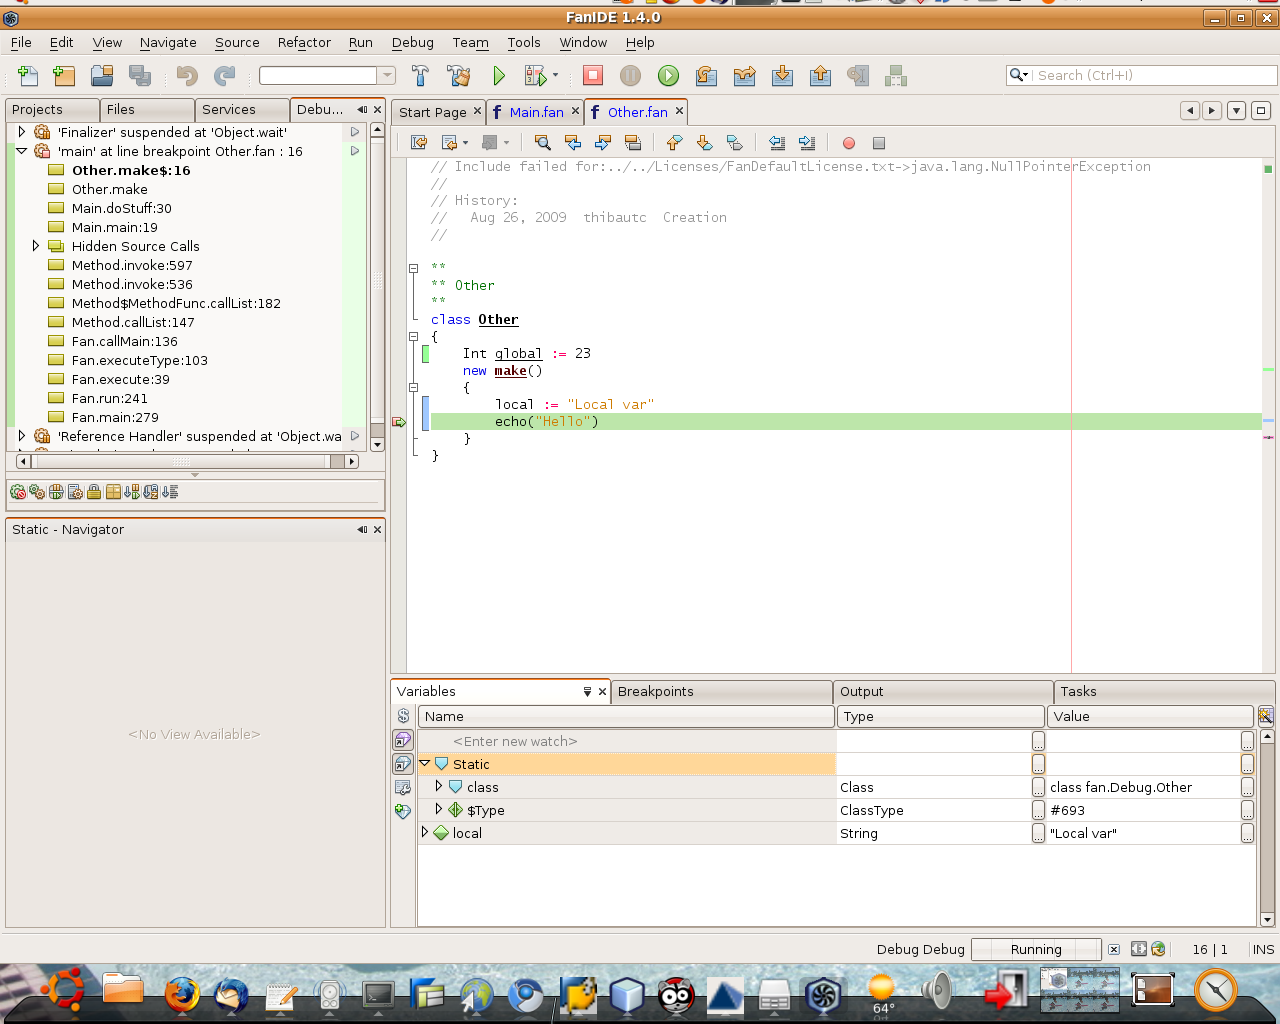 FanIDE 1.4.0
File Edit View Navigate Source Refactor Run Debug Team Tools Window Help
Search (Ctrl+I)
Projects Files Services Debu...
'Finalizer' suspended at 'Object.wait'
'main' at line breakpoint Other.fan : 16
Other.make$:16
Other.make
Main.doStuff:30
Main.main:19
Hidden Source Calls
Method.invoke:597
Method.invoke:536
Method$MethodFunc.callList:182
Method.callList:147
Fan.callMain:136
Fan.executeType:103
Fan.execute:39
Fan.run:241
Fan.main:279
'Reference Handler' suspended at 'Object.wa
Static - Navigator
<No View Available>
Start Page Main.fan Other.fan
// Include failed for:../../Licenses/FanDefaultLicense.txt->java.lang.NullPointerException
//
// History:
//   Aug 26, 2009  thibautc  Creation
//
**
** Other
**
class Other
{
Int global := 23
new make()
{
local := "Local var"
echo("Hello")
}
}
Variables Breakpoints Output Tasks
Name Type Value
<Enter new watch>
Static
class Class class fan.Debug.Other
$Type ClassType #693
local String "Local var"
Debug Debug Running 16 | 1 INS
64°